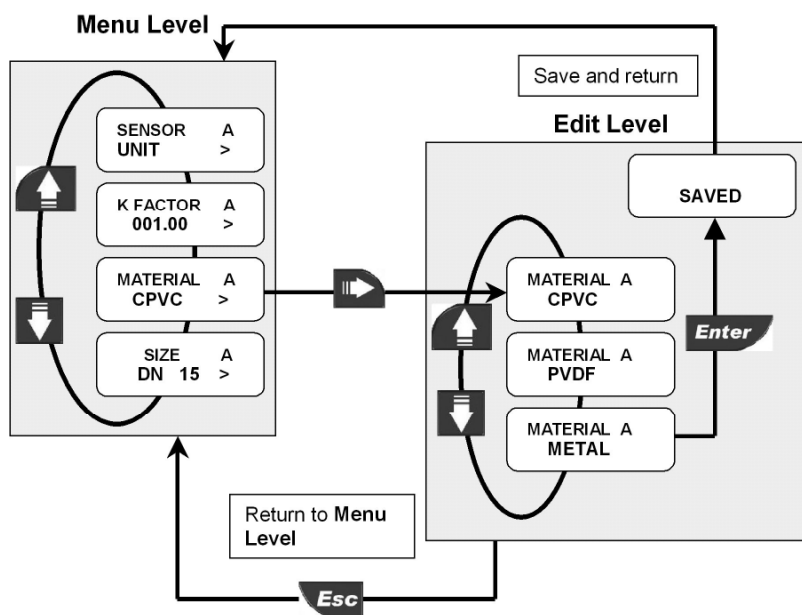 Menu Level
SENSOR A
UNIT >
K FACTOR A
001.00 >
MATERIAL A
CPVC >
SIZE A
DN 15 >
Save and return
Edit Level
SAVED
MATERIAL A
CPVC
MATERIAL A
PVDF
MATERIAL A
METAL
Enter
Return to Menu
Level
Esc